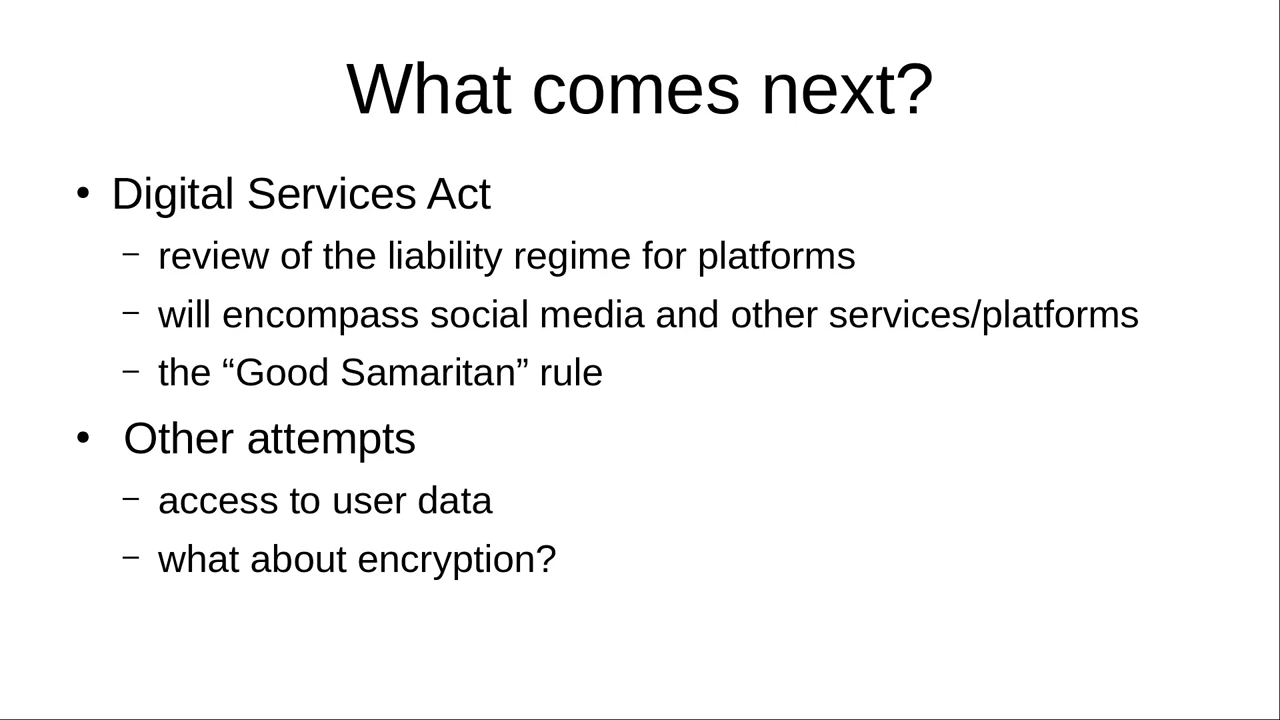 What comes next?
• Digital Services Act
– review of the liability regime for platforms
– will encompass social media and other services/platforms
– the “Good Samaritan” rule
• Other attempts
– access to user data
– what about encryption?